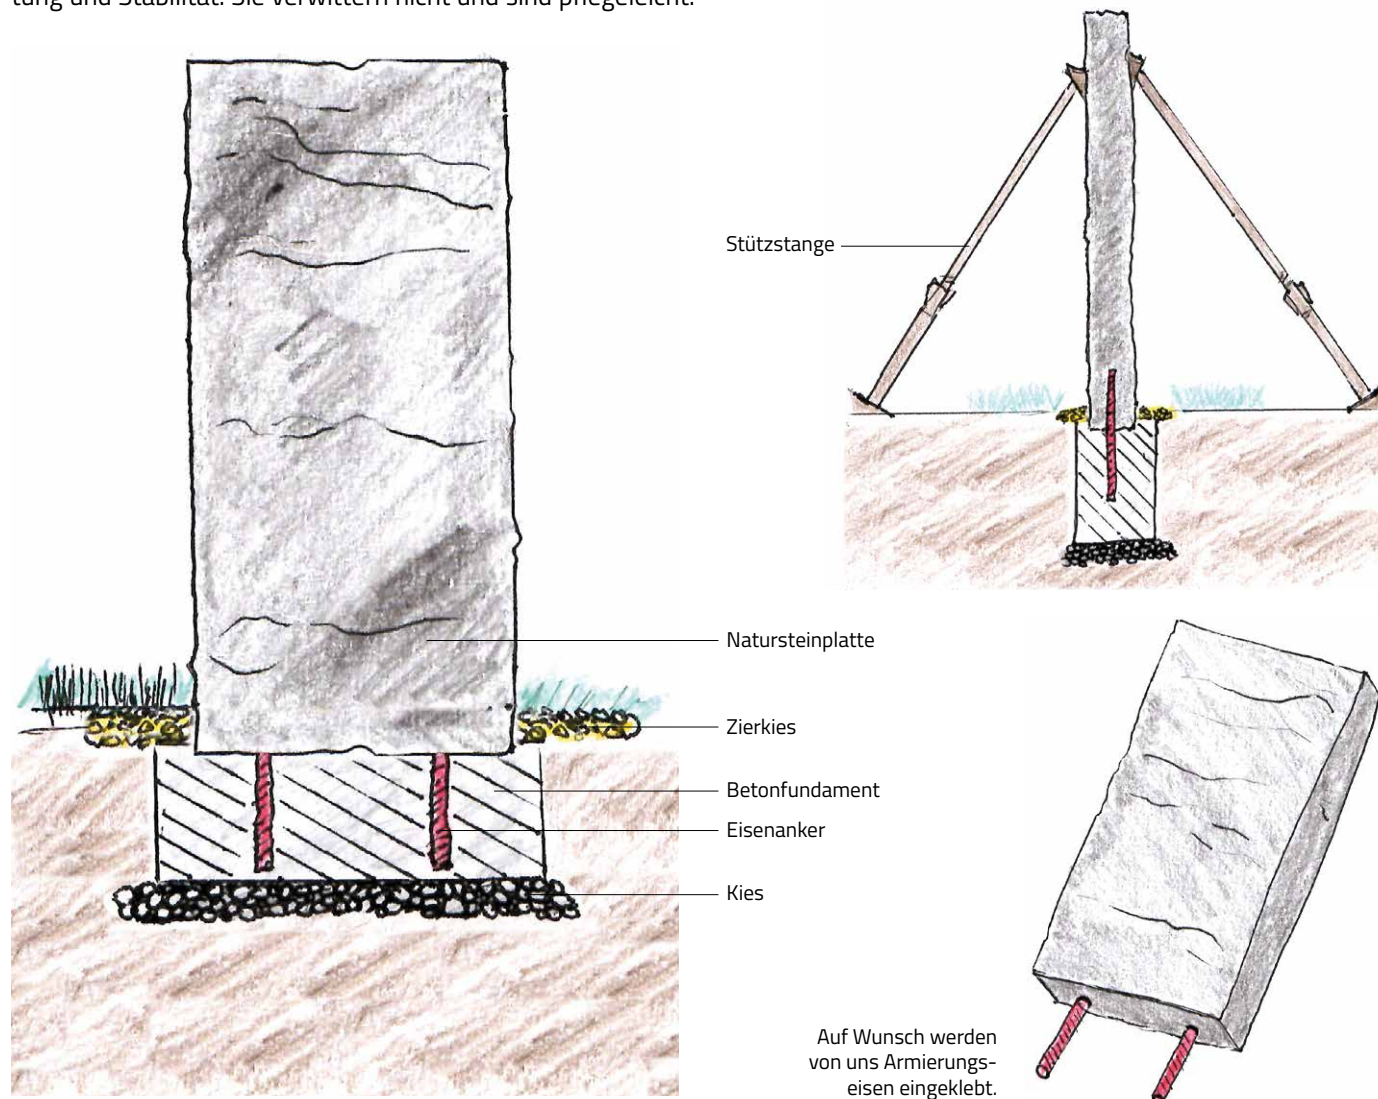 tung und Stabilität. Sie verwittern nicht und sind pflegeleicht.
Stützstange
Natursteinplatte
Zierkies
Betonfundament
Eisenanker
Kies
Auf Wunsch werden
von uns Armierungs-
eisen eingeklebt.